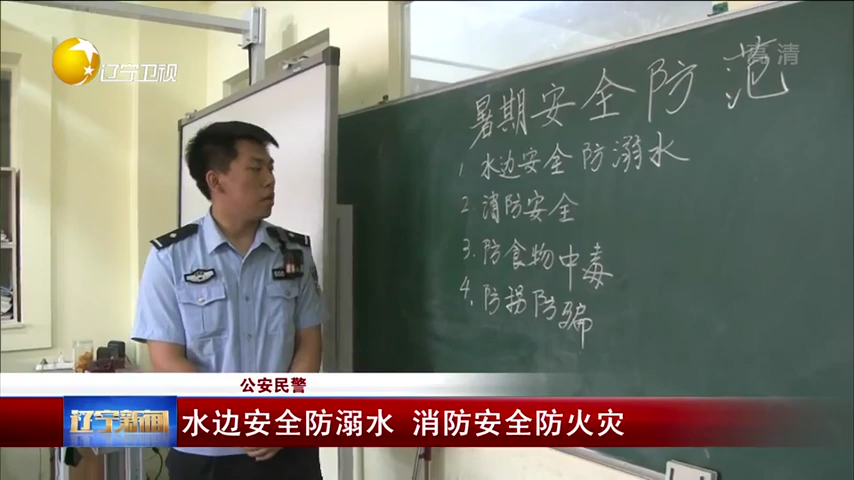 辽宁卫视
高清
暑期安全防范
1、水边安全防溺水
2、消防安全
3、防食物中毒
4、防拐防骗
公安民警
辽宁新闻
水边安全防溺水 消防安全防火灾